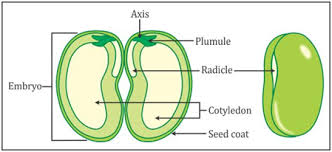 Axis
Plumule
Radicle
Embryo
Cotyledon
Seed coat